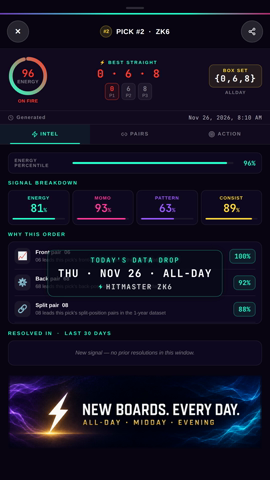 #2 PICK #2 · ZK6
96
ENERGY
ON FIRE
⚡ BEST STRAIGHT
0 · 6 · 8
0 6 8
P1 P2 P3
BOX SET
{0,6,8}
ALLDAY
Generated
Nov 26, 2026, 8:10 AM
INTEL
PAIRS
ACTION
ENERGY PERCENTILE
96%
SIGNAL BREAKDOWN
ENERGY
81%
MOMO
93%
PATTERN
63%
CONSIST
89%
WHY THIS ORDER
Front pair 06
100%
TODAY'S DATA DROP
THU · NOV 26 · ALL-DAY
⚡HITMASTER ZK6
Back
92%
Split pair 08
08 leads this pick's split-position pairs in the 1-year dataset
88%
RESOLVED IN · LAST 30 DAYS
New signal — no prior resolutions in this window.
NEW BOARDS. EVERY DAY.
ALL-DAY · MIDDAY · EVENING